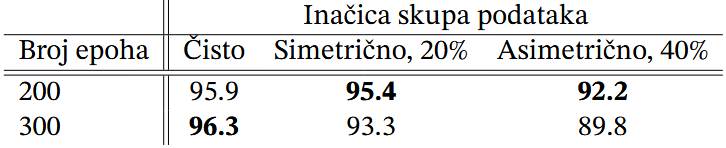 Inačica skupa podataka
Broj epoha Čisto Simetrično, 20% Asimetrično, 40%
200 95.9 95.4 92.2
300 96.3 93.3 89.8